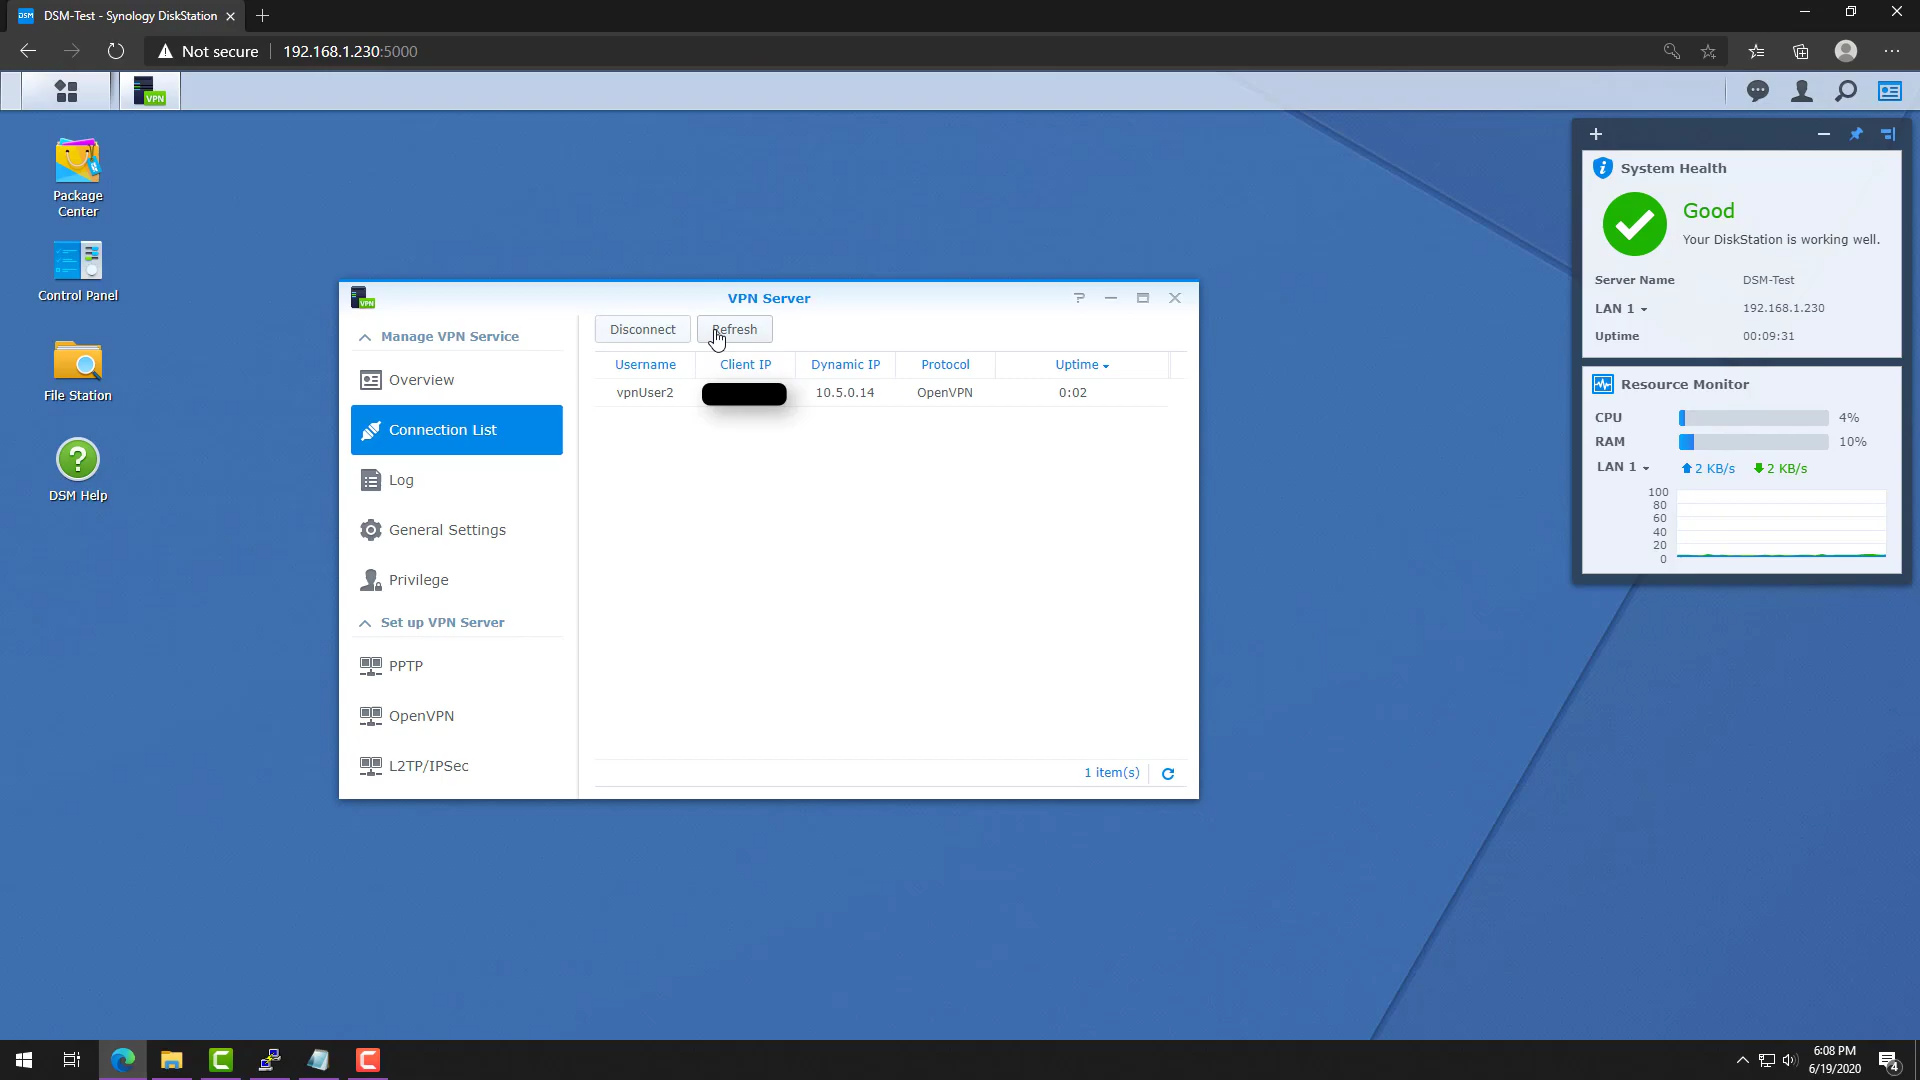 DSM-Test - Synology DiskStation
Not secure
192.168.1.230:5000
VPN
Package
Center
Control Panel
File Station
DSM Help
VPN Server
Manage VPN Service
Overview
Connection List
Log
General Settings
Privilege
Set up VPN Server
PPTP
OpenVPN
L2TP/IPSec
Disconnect
Refresh
Username Client IP Dynamic IP Protocol Uptime
vpnUser2 10.5.0.14 OpenVPN 0:02
1 item(s)
System Health
Good
Your DiskStation is working well.
Server Name DSM-Test
LAN 1 192.168.1.230
Uptime 00:09:31
Resource Monitor
CPU 4%
RAM 10%
LAN 1 2 KB/s 2 KB/s
100
80
60
40
20
0
6:08 PM
6/19/2020
4